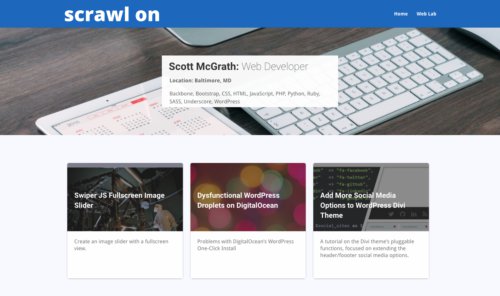 scrawl on
Home Web Lab
Scott McGrath: Web Developer
Location: Baltimore, MD
Backbone, Bootstrap, CSS, HTML, JavaScript, PHP, Python, Ruby,
SASS, Underscore, WordPress
Swiper JS Fullscreen Image
Slider
Create an image slider with a fullscreen
view.
Dysfunctional WordPress
Droplets on DigitalOcean
Problems with DigitalOcean's WordPress
One-Click Install
Add More Social Media
Options to WordPress Divi
Theme
A tutorial on the Divi theme's pluggable
functions, focused on extending the
header/footer social media options.